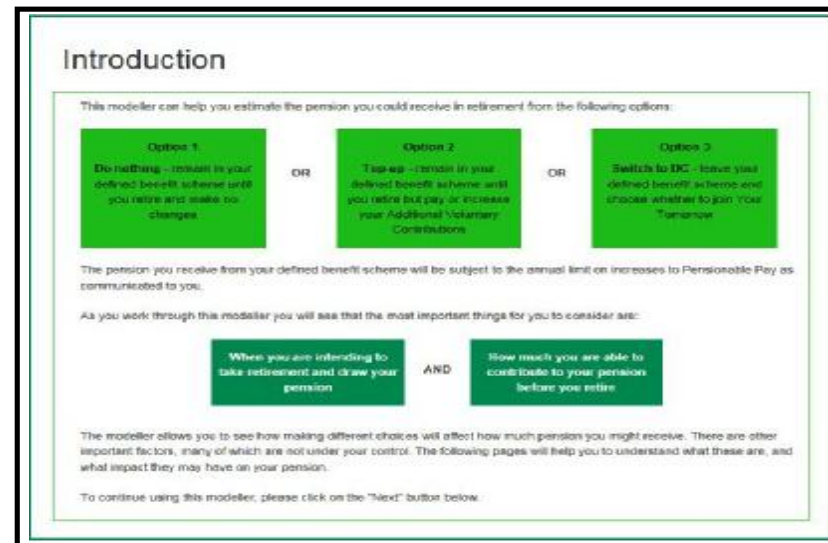 Introduction
This modeller can help you estimate the pension you could receive in retirement from the following options:
Option 1
Do nothing - remain in your
defined benefit scheme until
you retire and make no
changes
OR
Option 2
Top-up - remain in your
defined benefit scheme until
you retire but pay or increase
your Additional Voluntary
Contributions
OR
Option 3
Switch to DC - leave your
defined benefit scheme and
choose whether to join Your
Tomorrow
The pension you receive from your defined benefit scheme will be subject to the annual limit on increases to Pensionable Pay as
communicated to you.
As you work through this modeller you will see that the most important things for you to consider are:
When you are intending to
take retirement and draw your
pension
AND
How much you are able to
contribute to your pension
before you retire
The modeller allows you to see how making different choices will affect how much pension you might receive. There are other
important factors, many of which are not under your control. The following pages will help you to understand what these are, and
what impact they may have on your pension.
To continue using this modeller, please click on the "Next" button below.